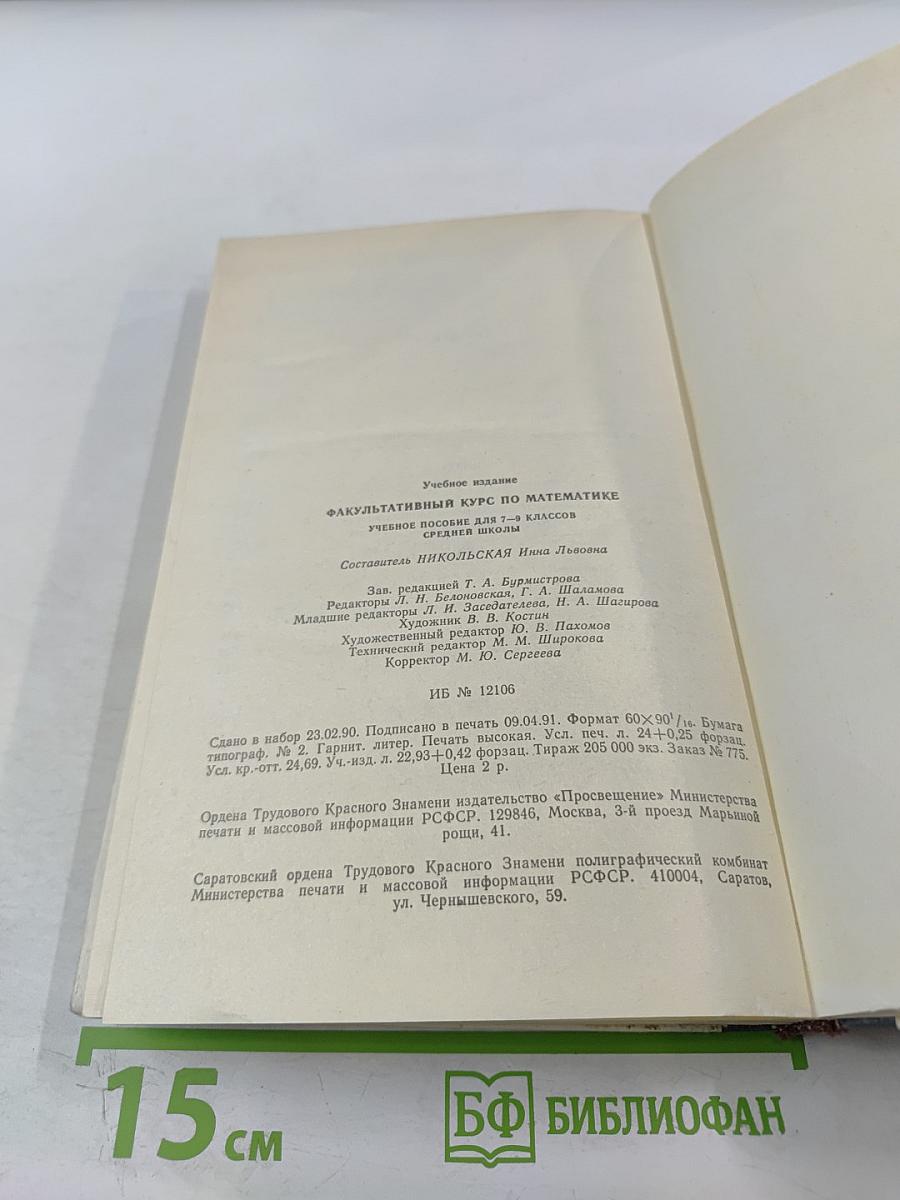 Учебное издание
ФАКУЛЬТАТИВНЫЙ КУРС ПО МАТЕМАТИКЕ
УЧЕБНОЕ ПОСОБИЕ ДЛЯ 7—9 КЛАССОВ
СРЕДНЕЙ ШКОЛЫ
Составитель НИКОЛЬСКАЯ Инна Львовна
Зав. редакцией Т. А. Бурмистрова
Редакторы Л. Н. Белоновская, Г. А. Шаламова
Младшие редакторы Л. И. Заседателева, Н. А. Шагирова
Художник В. В. Костин
Художественный редактор Ю. В. Пахомов
Технический редактор М. М. Широкова
Корректор М. Ю. Сергеева
ИБ № 12106
Сдано в набор 23.02.90. Подписано в печать 09.04.91. Формат 60×90¹/₁₆. Бумага
типограф. № 2. Гарнит. литер. Печать высокая. Усл. печ. л. 24+0,25 форзац.
Усл. кр.-отт. 24,69. Уч.-изд. л. 22,93+0,42 форзац. Тираж 205 000 экз. Заказ № 775.
Цена 2 р.
Ордена Трудового Красного Знамени издательство «Просвещение» Министерства
печати и массовой информации РСФСР. 129846, Москва, 3-й проезд Марьиной
рощи, 41.
Саратовский ордена Трудового Красного Знамени полиграфический комбинат
Министерства печати и массовой информации РСФСР. 410004, Саратов,
ул. Чернышевского, 59.
15 см
БФ БИБЛИОФАН